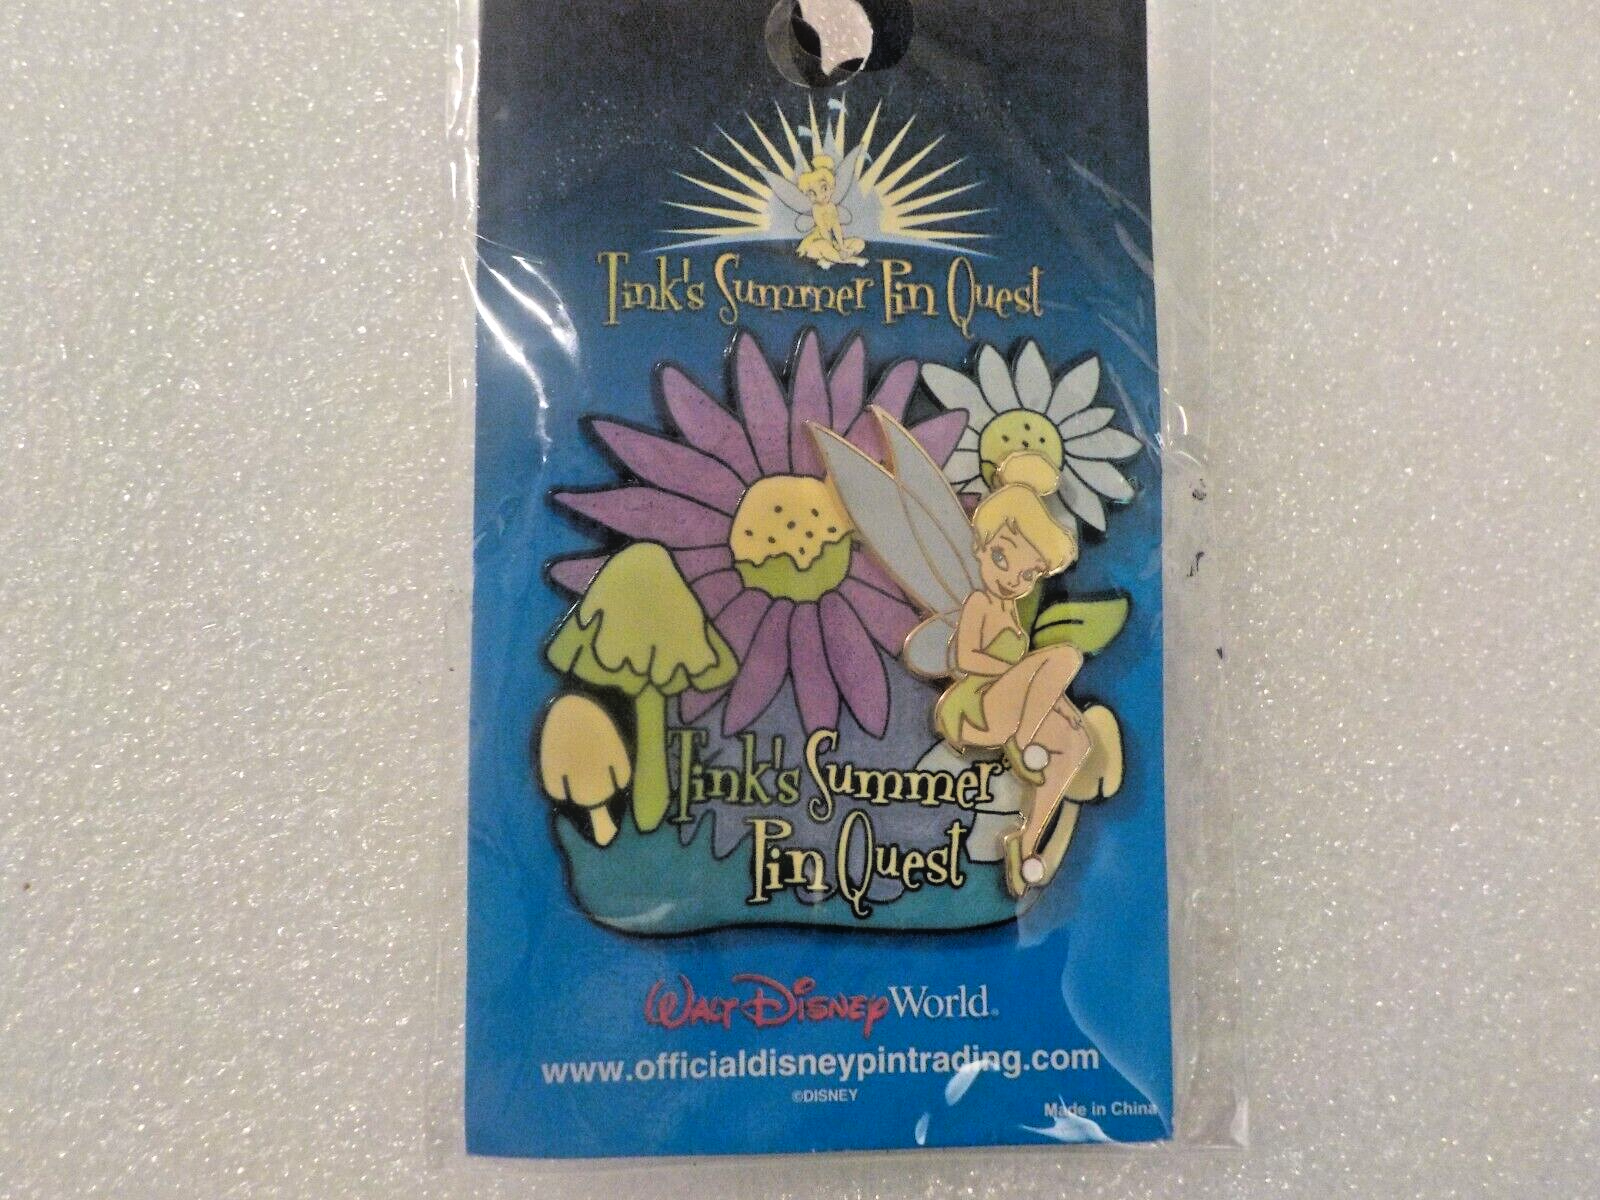 Tink's Summer Pin Quest
Tink's Summer
Pin Quest
Walt Disney World®
www.officialdisneypintrading.com
©DISNEY
Made in China